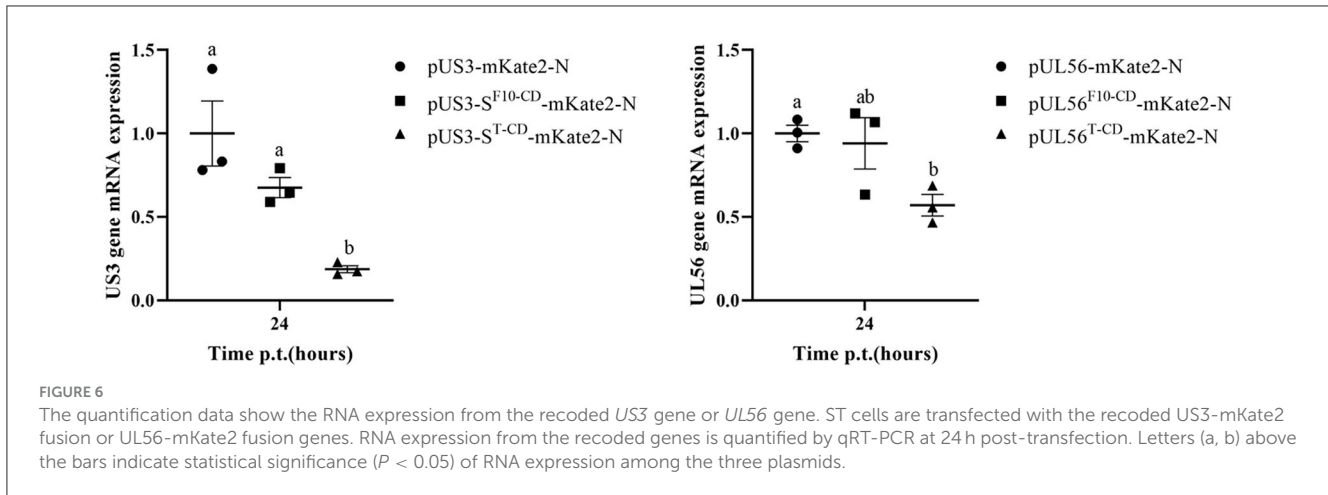 1.5
1.0
0.5
0.0
US3 gene mRNA expression
a
a
b
24
Time p.t.(hours)
pUS3-mKate2-N
pUS3-S^F10-CD-mKate2-N
pUS3-S^T-CD-mKate2-N
1.5
1.0
0.5
0.0
UL56 gene mRNA expression
a
ab
b
24
Time p.t.(hours)
pUL56-mKate2-N
pUL56^F10-CD-mKate2-N
pUL56^T-CD-mKate2-N
FIGURE 6
The quantification data show the RNA expression from the recoded US3 gene or UL56 gene. ST cells are transfected with the recoded US3-mKate2
fusion or UL56-mKate2 fusion genes. RNA expression from the recoded genes is quantified by qRT-PCR at 24 h post-transfection. Letters (a, b) above
the bars indicate statistical significance (P < 0.05) of RNA expression among the three plasmids.